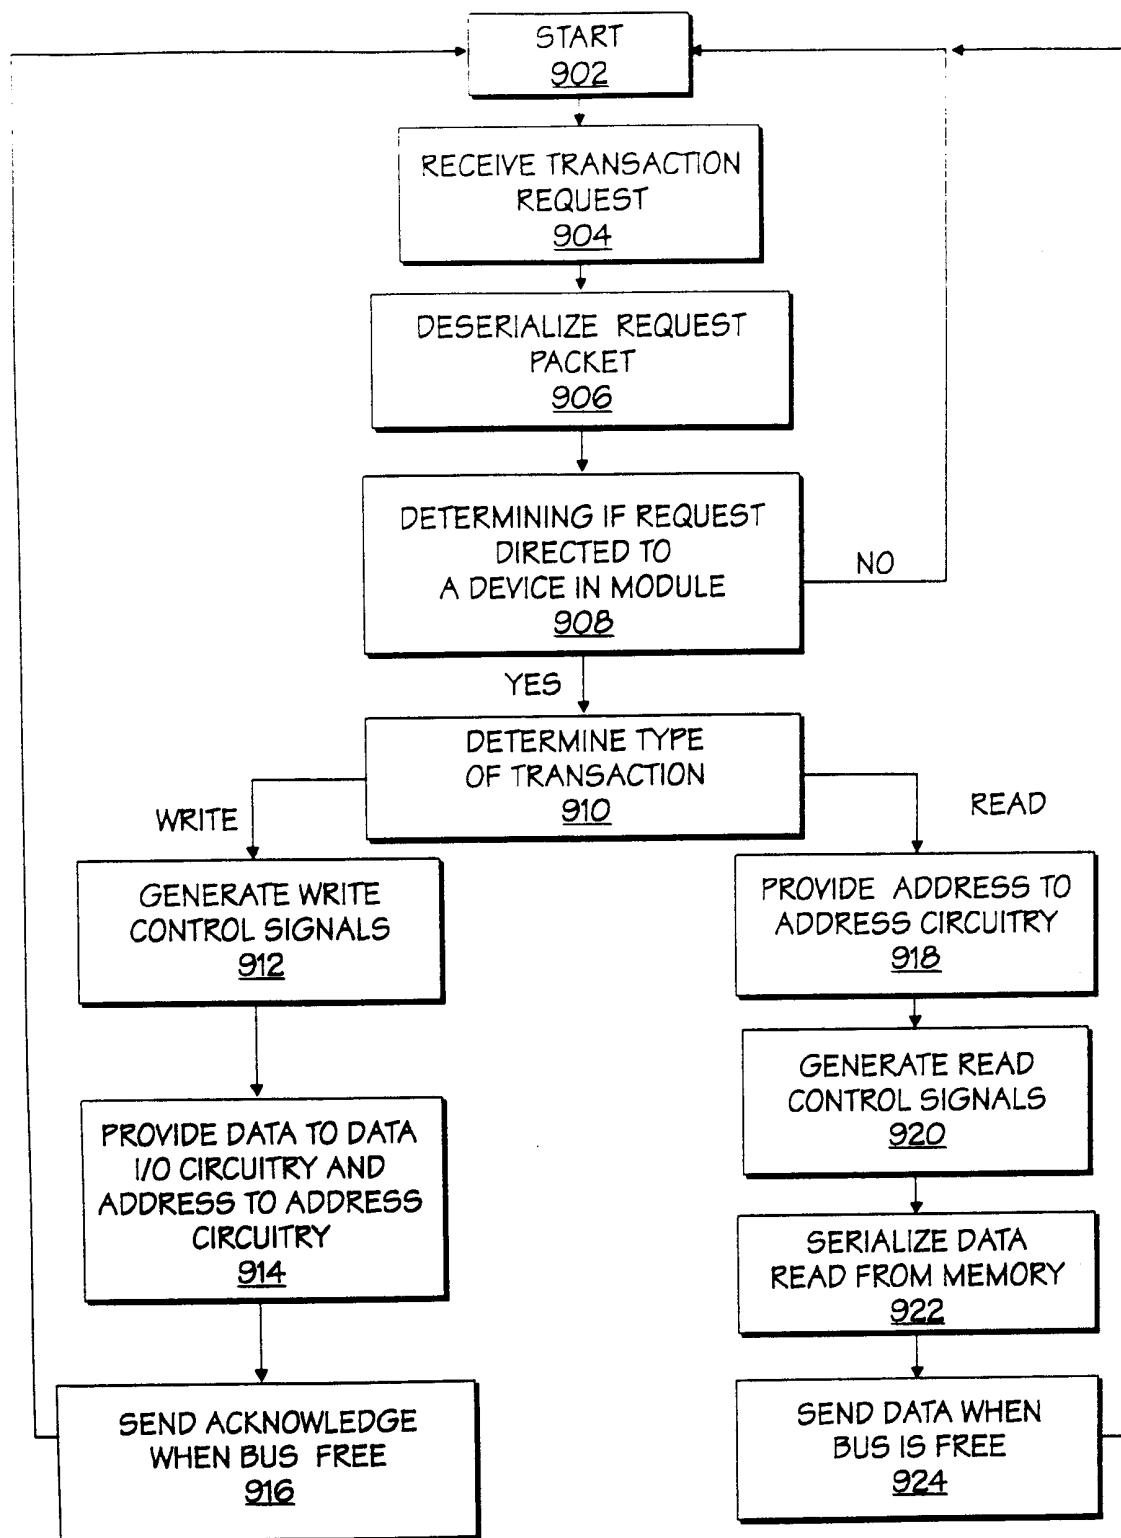 START
902
RECEIVE TRANSACTION
REQUEST
904
DESERIALIZE REQUEST
PACKET
906
DETERMINING IF REQUEST
DIRECTED TO
A DEVICE IN MODULE
908
NO
YES
DETERMINE TYPE
OF TRANSACTION
910
WRITE
READ
GENERATE WRITE
CONTROL SIGNALS
912
PROVIDE DATA TO DATA
I/O CIRCUITRY AND
ADDRESS TO ADDRESS
CIRCUITRY
914
SEND ACKNOWLEDGE
WHEN BUS FREE
916
PROVIDE ADDRESS TO
ADDRESS CIRCUITRY
918
GENERATE READ
CONTROL SIGNALS
920
SERIALIZE DATA
READ FROM MEMORY
922
SEND DATA WHEN
BUS IS FREE
924